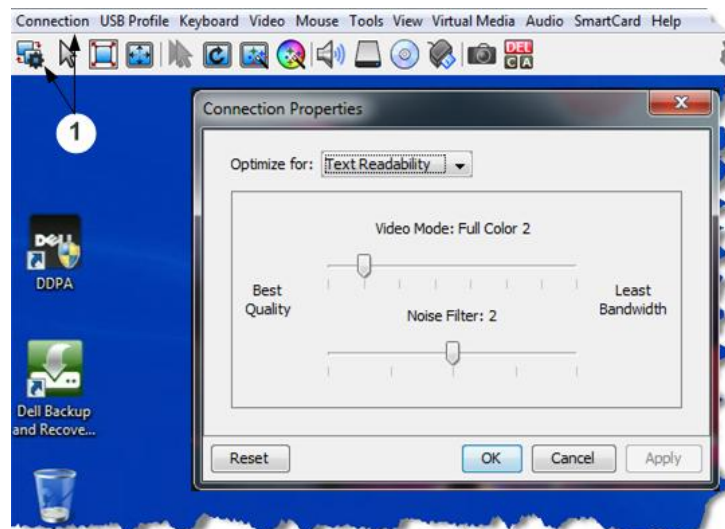 Connection USB Profile Keyboard Video Mouse Tools View Virtual Media Audio SmartCard Help
DEL
C A
1
Connection Properties
Optimize for: Text Readability
Video Mode: Full Color 2
Best
Quality
Least
Bandwidth
Noise Filter: 2
DELL
DDPA
Dell Backup
and Recove...
Reset OK Cancel Apply